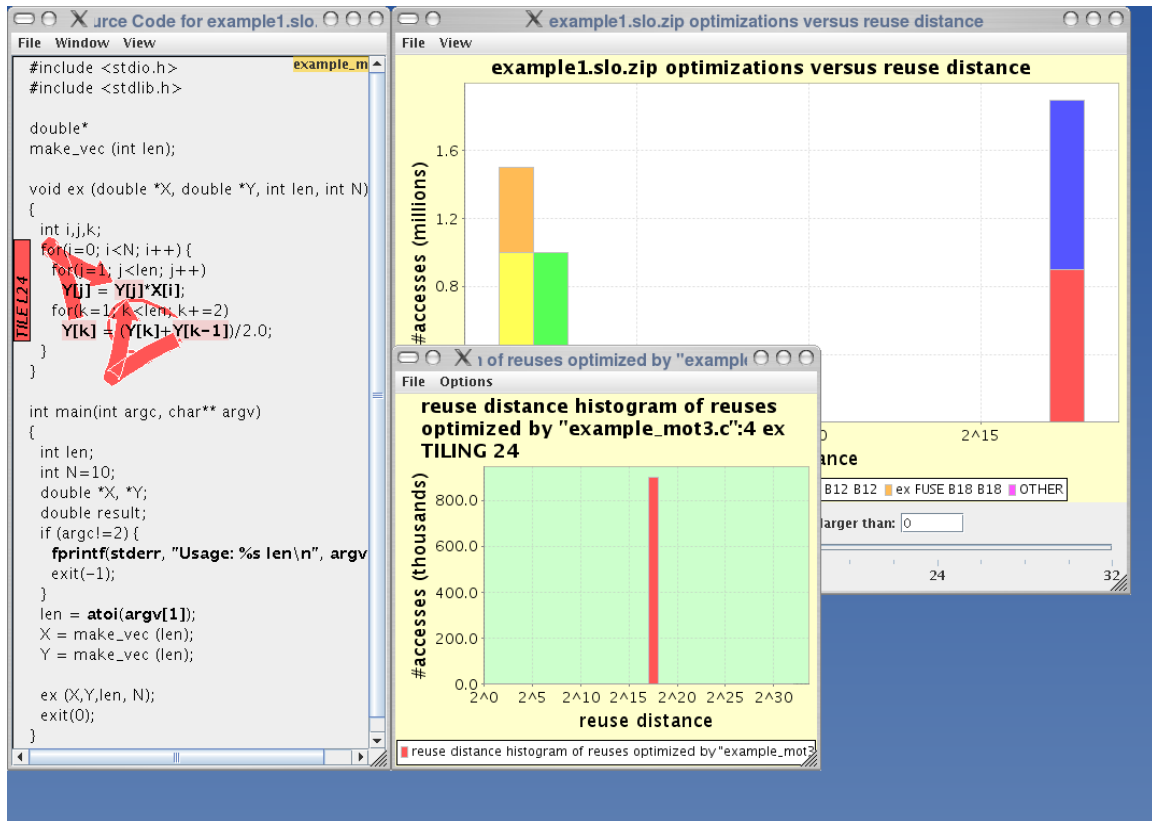 urce Code for example1.slo.
File Window View
example_m
#include <stdio.h>
#include <stdlib.h>
double*
make_vec (int len);
void ex (double *X, double *Y, int len, int N)
{
int i,j,k;
for(i=0; i<N; i++) {
for(j=1; j<len; j++)
Y[j] = Y[j]*X[i];
for(k=1; k<len; k+=2)
Y[k] = (Y[k]+Y[k-1])/2.0;
}
}
TILE L24
int main(int argc, char** argv)
{
int len;
int N=10;
double *X, *Y;
double result;
if (argc!=2) {
fprintf(stderr, "Usage: %s len\n", argv
exit(-1);
}
len = atoi(argv[1]);
X = make_vec (len);
Y = make_vec (len);
ex (X,Y,len, N);
exit(0);
}
example1.slo.zip optimizations versus reuse distance
File View
example1.slo.zip optimizations versus reuse distance
#accesses (millions)
1.6
1.2
0.8
2^15
ance
B12 B12 ex FUSE B18 B18 OTHER
larger than: 0
24 32
of reuses optimized by "example
File Options
reuse distance histogram of reuses
optimized by "example_mot3.c":4 ex
TILING 24
#accesses (thousands)
800.0
600.0
400.0
200.0
0.0
2^0 2^5 2^10 2^15 2^20 2^25 2^30
reuse distance
reuse distance histogram of reuses optimized by "example_mot3